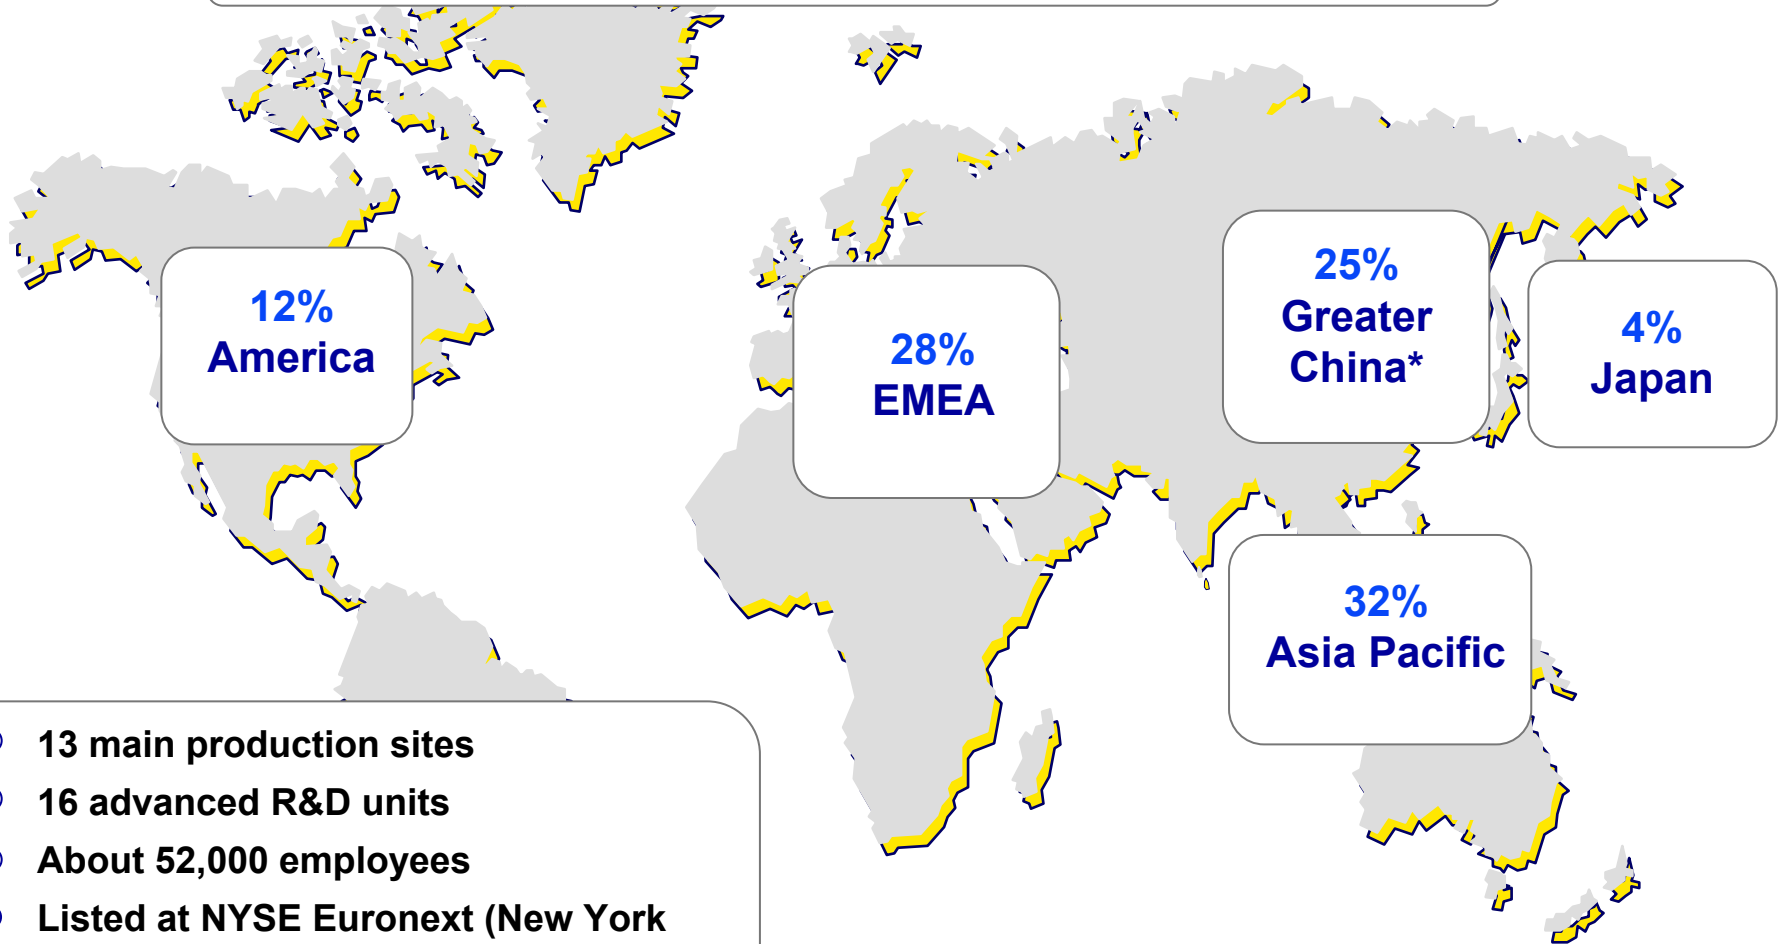 12%
America
28%
EMEA
25%
Greater
China*
4%
Japan
32%
Asia Pacific
13 main production sites
16 advanced R&D units
About 52,000 employees
Listed at NYSE Euronext (New York